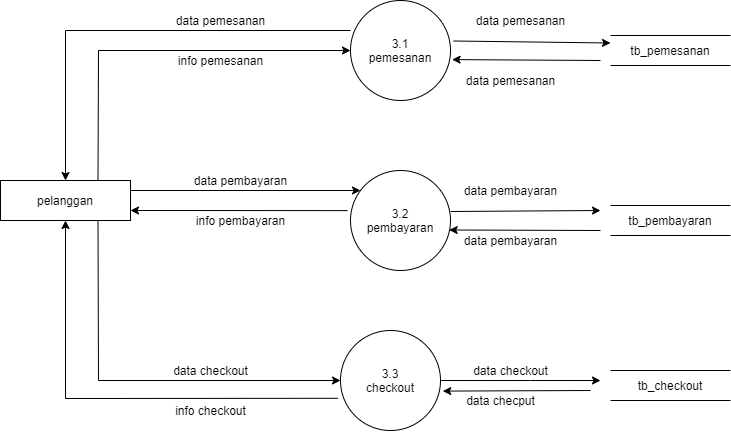 data pemesanan
data pemesanan
3.1
pemesanan
tb_pemesanan
info pemesanan
data pemesanan
pelanggan
data pembayaran
data pembayaran
3.2
pembayaran
tb_pembayaran
info pembayaran
data pembayaran
data checkout
data checkout
3.3
checkout
tb_checkout
info checkout
data checput